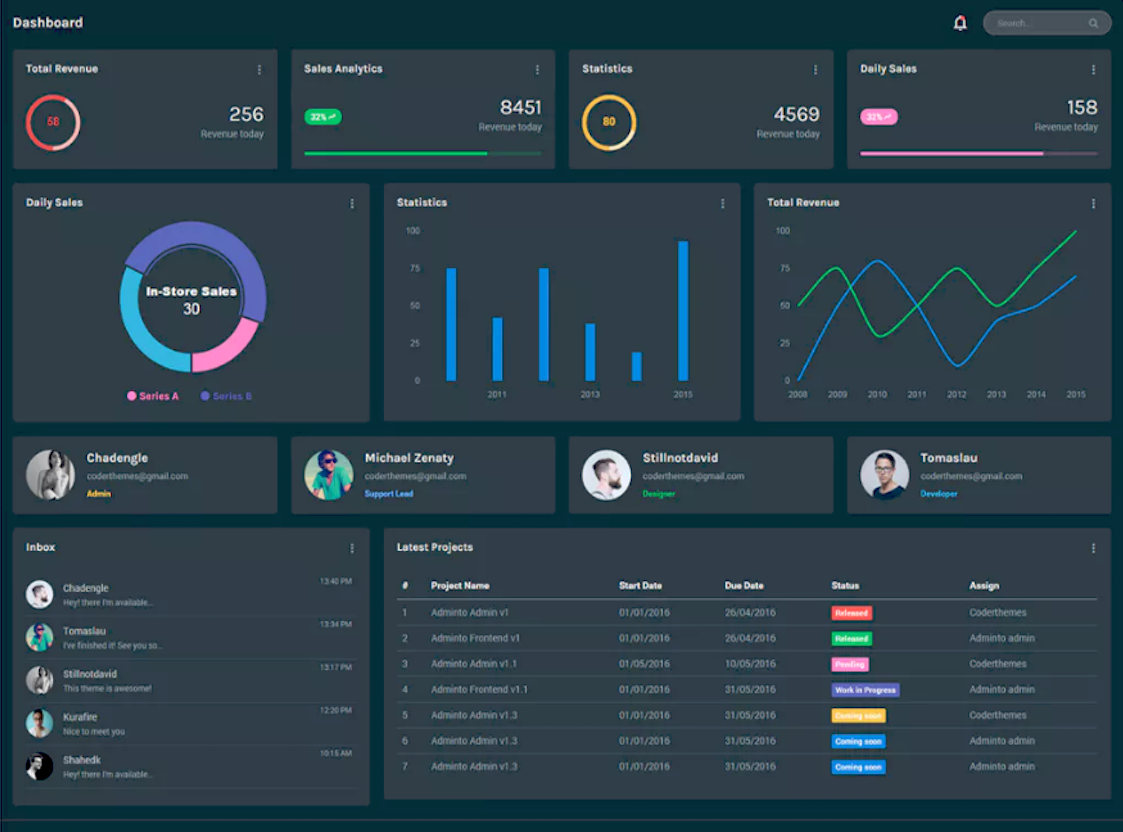 Dashboard
Search...
Total Revenue
58
256
Revenue today
Sales Analytics
32%
8451
Revenue today
Statistics
80
4569
Revenue today
Daily Sales
32%
158
Revenue today
Daily Sales
In-Store Sales
30
Series A Series B
Statistics
100
75
50
25
0
2011 2013 2015
Total Revenue
100
75
50
25
0
2008 2009 2010 2011 2012 2013 2014 2015
Chadengle
coderthemes@gmail.com
Admin
Michael Zenaty
coderthemes@gmail.com
Support Lead
Stillnotdavid
coderthemes@gmail.com
Designer
Tomaslau
coderthemes@gmail.com
Developer
Inbox
Chadengle 13:40 PM
Hey! there I'm available...
Tomaslau 13:34 PM
I've finished it! See you so...
Stillnotdavid 13:17 PM
This theme is awesome!
Kurafire 12:20 PM
Nice to meet you
Shahedk 10:15 AM
Hey! there I'm available...
Latest Projects
# Project Name Start Date Due Date Status Assign
1 Adminto Admin v1 01/01/2016 26/04/2016 Released Coderthemes
2 Adminto Frontend v1 01/01/2016 26/04/2016 Released Adminto admin
3 Adminto Admin v1.1 01/05/2016 10/05/2016 Pending Coderthemes
4 Adminto Frontend v1.1 01/01/2016 31/05/2016 Work in Progress Adminto admin
5 Adminto Admin v1.3 01/01/2016 31/05/2016 Coming soon Coderthemes
6 Adminto Admin v1.3 01/01/2016 31/05/2016 Coming soon Adminto admin
7 Adminto Admin v1.3 01/01/2016 31/05/2016 Coming soon Adminto admin